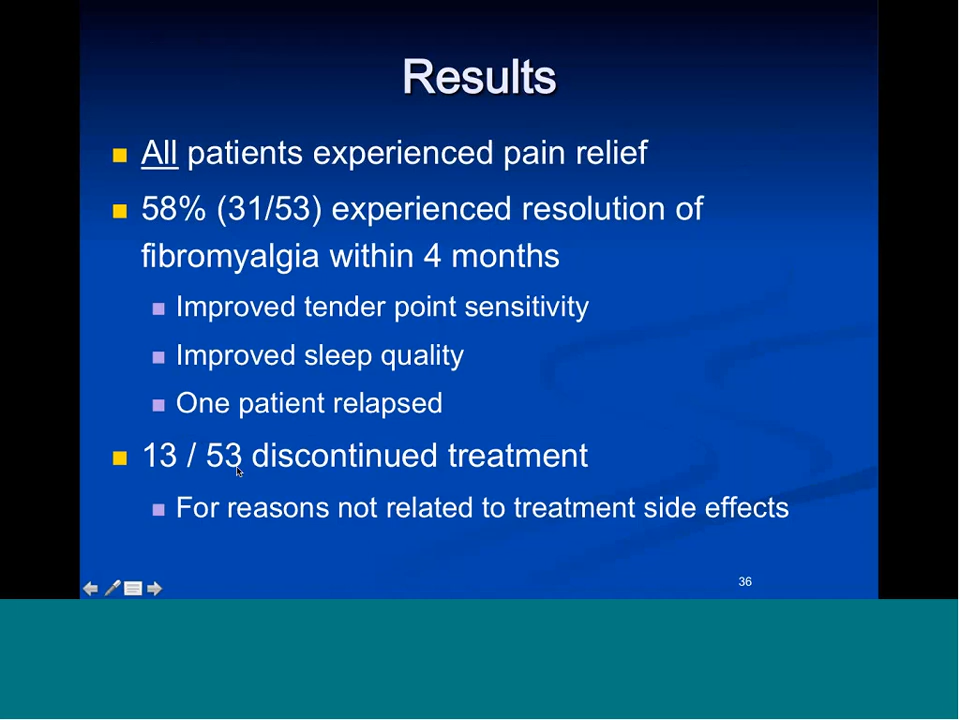 Results
All patients experienced pain relief
58% (31/53) experienced resolution of
fibromyalgia within 4 months
Improved tender point sensitivity
Improved sleep quality
One patient relapsed
13 / 53 discontinued treatment
For reasons not related to treatment side effects
36